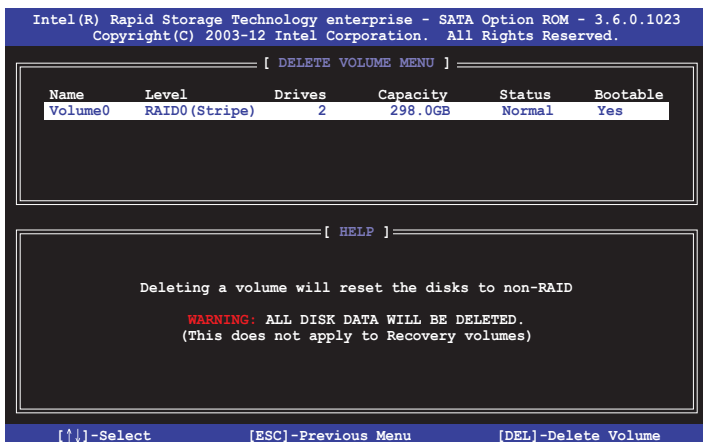 Intel(R) Rapid Storage Technology enterprise - SATA Option ROM - 3.6.0.1023
Copyright(C) 2003-12 Intel Corporation. All Rights Reserved.
[ DELETE VOLUME MENU ]
Name Level Drives Capacity Status Bootable
Volume0 RAID0(Stripe) 2 298.0GB Normal Yes
[ HELP ]
Deleting a volume will reset the disks to non-RAID
WARNING: ALL DISK DATA WILL BE DELETED.
(This does not apply to Recovery volumes)
[↑↓]-Select [ESC]-Previous Menu [DEL]-Delete Volume